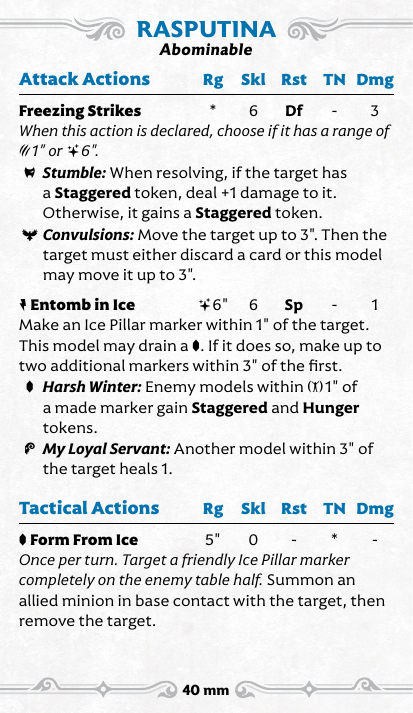 RASPUTINA
Abominable
Attack Actions Rg Skl Rst TN Dmg
Freezing Strikes * 6 Df - 3
When this action is declared, choose if it has a range of
1" or 6".
Stumble: When resolving, if the target has
a Staggered token, deal +1 damage to it.
Otherwise, it gains a Staggered token.
Convulsions: Move the target up to 3". Then the
target must either discard a card or this model
may move it up to 3".
Entomb in Ice 6" 6 Sp - 1
Make an Ice Pillar marker within 1" of the target.
This model may drain a . If it does so, make up to
two additional markers within 3" of the first.
Harsh Winter: Enemy models within 1" of
a made marker gain Staggered and Hunger
tokens.
My Loyal Servant: Another model within 3" of
the target heals 1.
Tactical Actions Rg Skl Rst TN Dmg
Form From Ice 5" 0 - * -
Once per turn. Target a friendly Ice Pillar marker
completely on the enemy table half. Summon an
allied minion in base contact with the target, then
remove the target.
40 mm